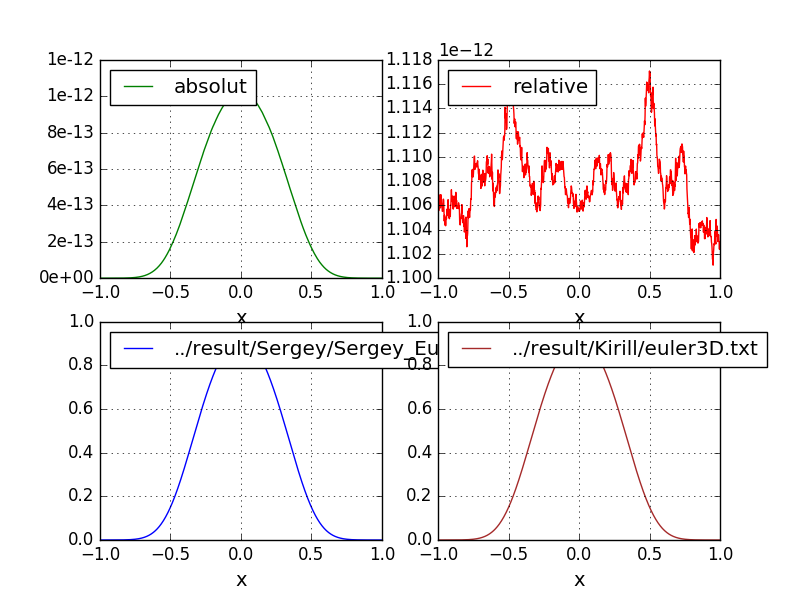 1e-12
1e-12
8e-13
6e-13
4e-13
2e-13
0e+00
absolut
−1.0 −0.5 0.0 0.5 1.0
x
1e−12
1.118
1.116
1.114
1.112
1.110
1.108
1.106
1.104
1.102
1.100
relative
−1.0 −0.5 0.0 0.5 1.0
x
1.0
0.8
0.6
0.4
0.2
0.0
../result/Sergey/Sergey_Eu
−1.0 −0.5 0.0 0.5 1.0
x
1.0
0.8
0.6
0.4
0.2
0.0
../result/Kirill/euler3D.txt
−1.0 −0.5 0.0 0.5 1.0
x